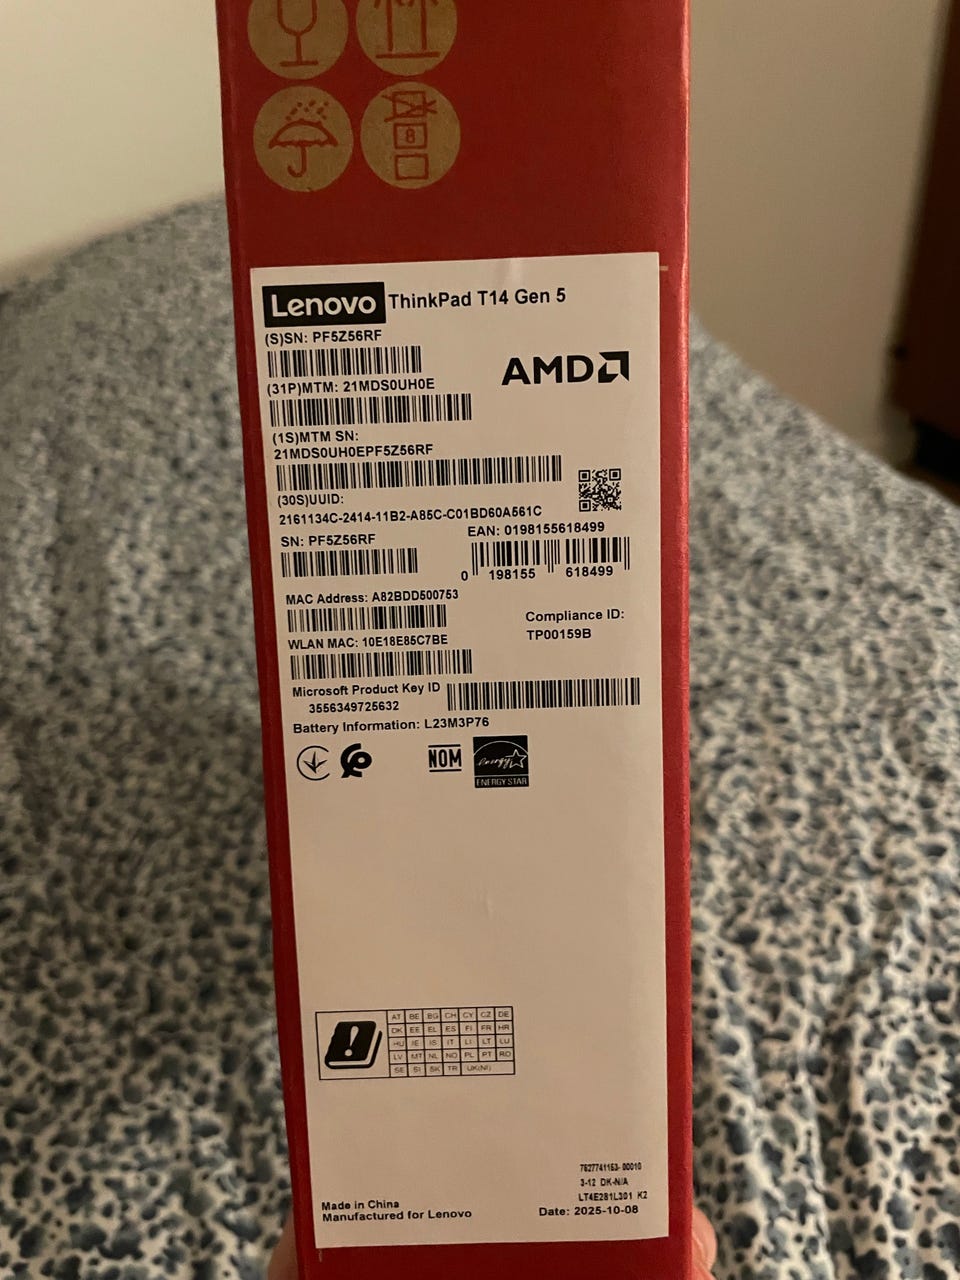 8
Lenovo ThinkPad T14 Gen 5
(S)SN: PF5Z56RF
AMD
(31P)MTM: 21MDS0UH0E
(1S)MTM SN:
21MDS0UH0EPF5Z56RF
(30S)UUID:
2161134C-2414-11B2-A85C-C01BD60A561C
SN: PF5Z56RF
EAN: 0198155618499
0 198155 618499
MAC Address: A82BDD500753
Compliance ID:
TP00159B
WLAN MAC: 10E18E85C7BE
Microsoft Product Key ID
3556349725632
Battery Information: L23M3P76
NOM
energy
ENERGY STAR
!
AT BE BG CH CY CZ DE
DK EE EL ES FI FR HR
HU IE IS IT LI LT LU
LV MT NL NO PL PT RO
SE SI SK TR UK(NI)
7627741153-00010
3-12 DK-N/A
LT4E281L301 K2
Made in China
Manufactured for Lenovo
Date: 2025-10-08